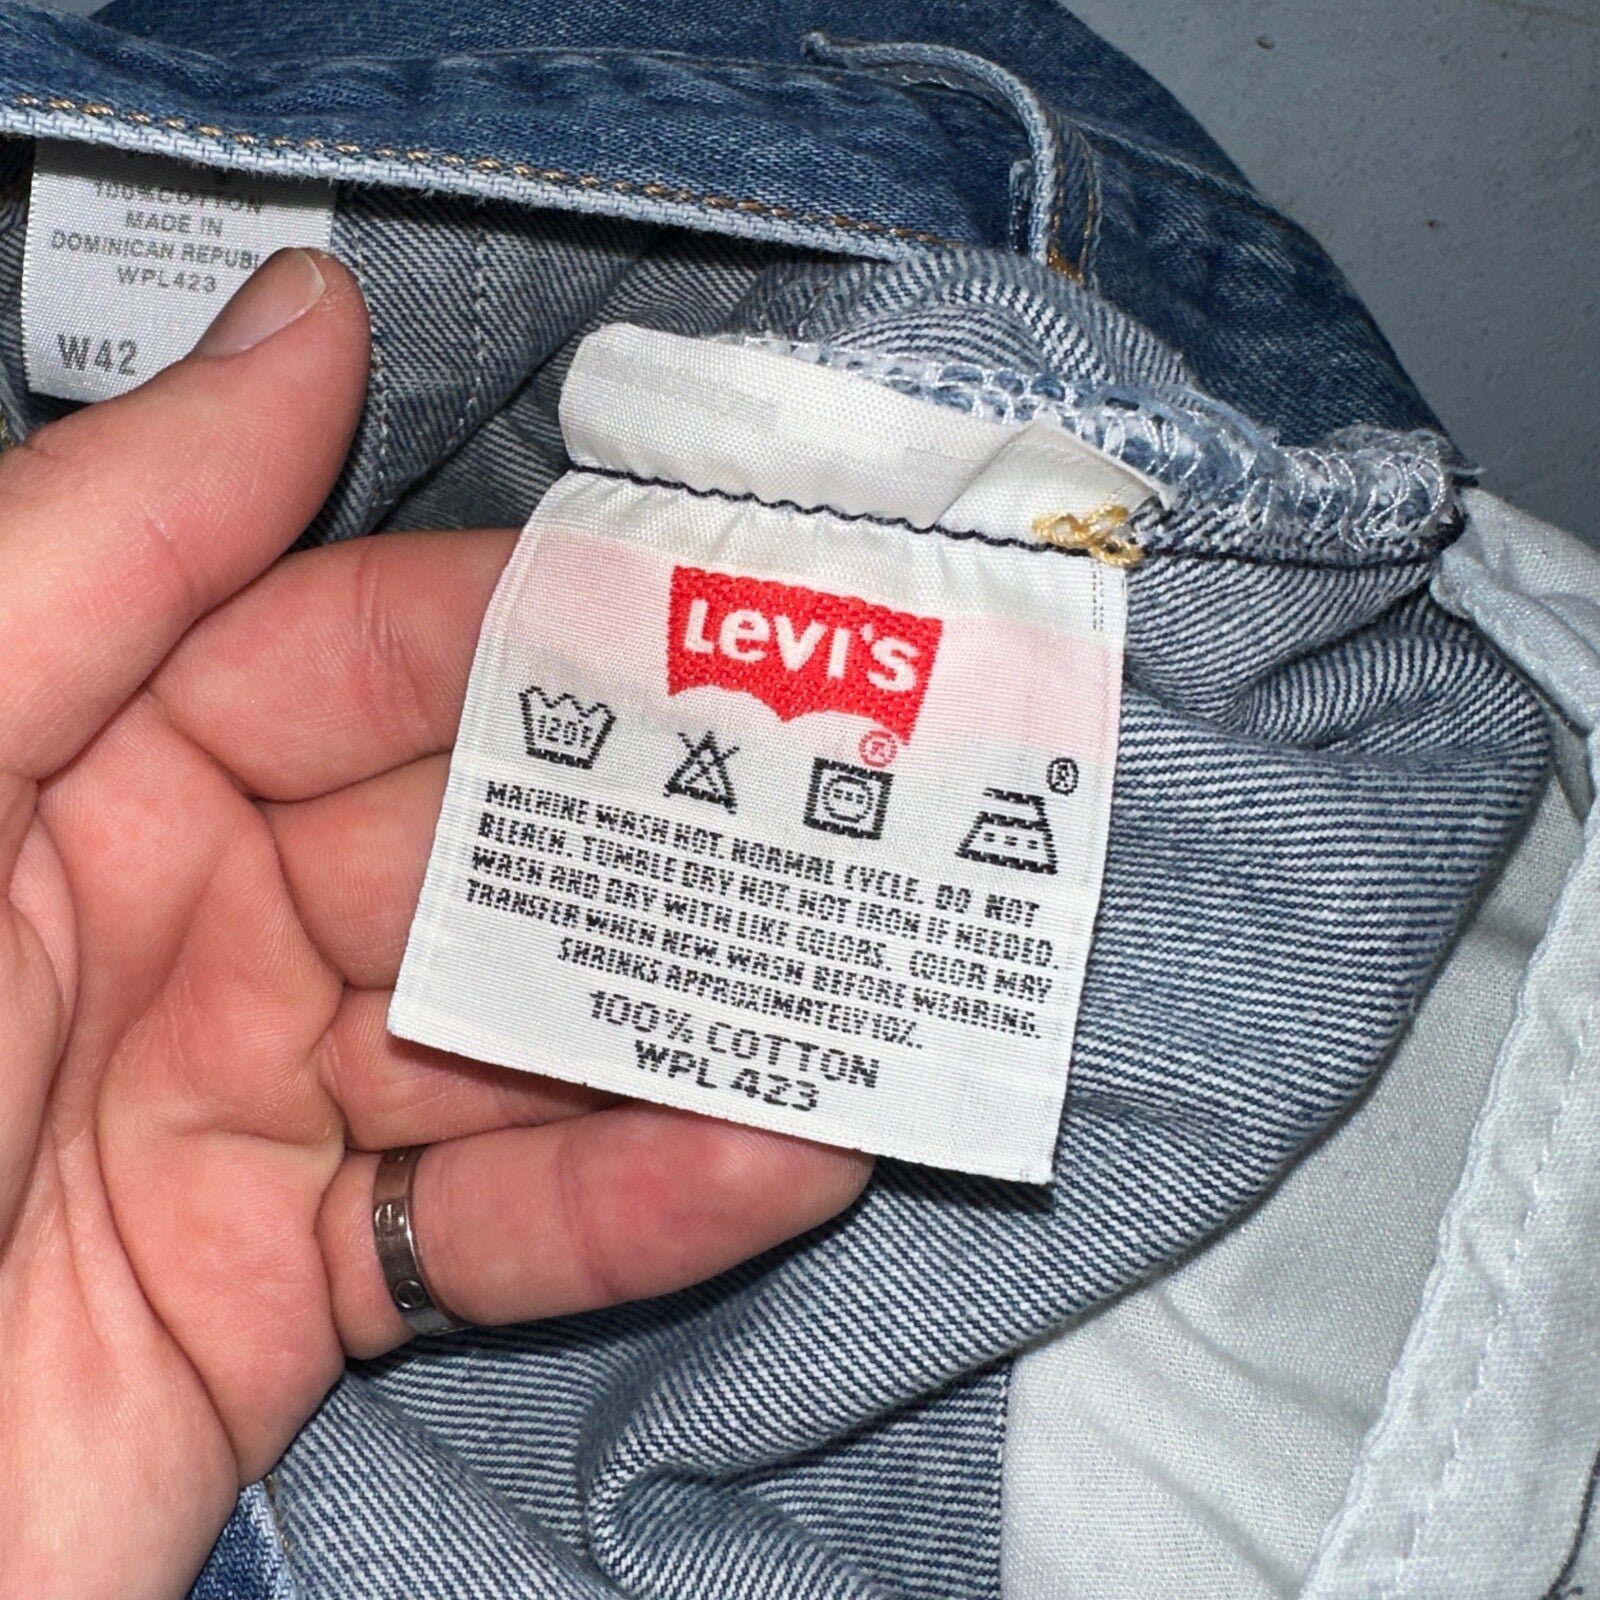 100% COTTON
MADE IN
DOMINICAN REPUBL
WPL423
W42
Levi's
®
120F
®
MACHINE WASH HOT. NORMAL CYCLE. DO NOT
BLEACH. TUMBLE DRY HOT. HOT IRON IF NEEDED.
WASH AND DRY WITH LIKE COLORS. COLOR MAY
TRANSFER WHEN NEW. WASH BEFORE WEARING.
SHRINKS APPROXIMATELY 10%.
100% COTTON
WPL 423